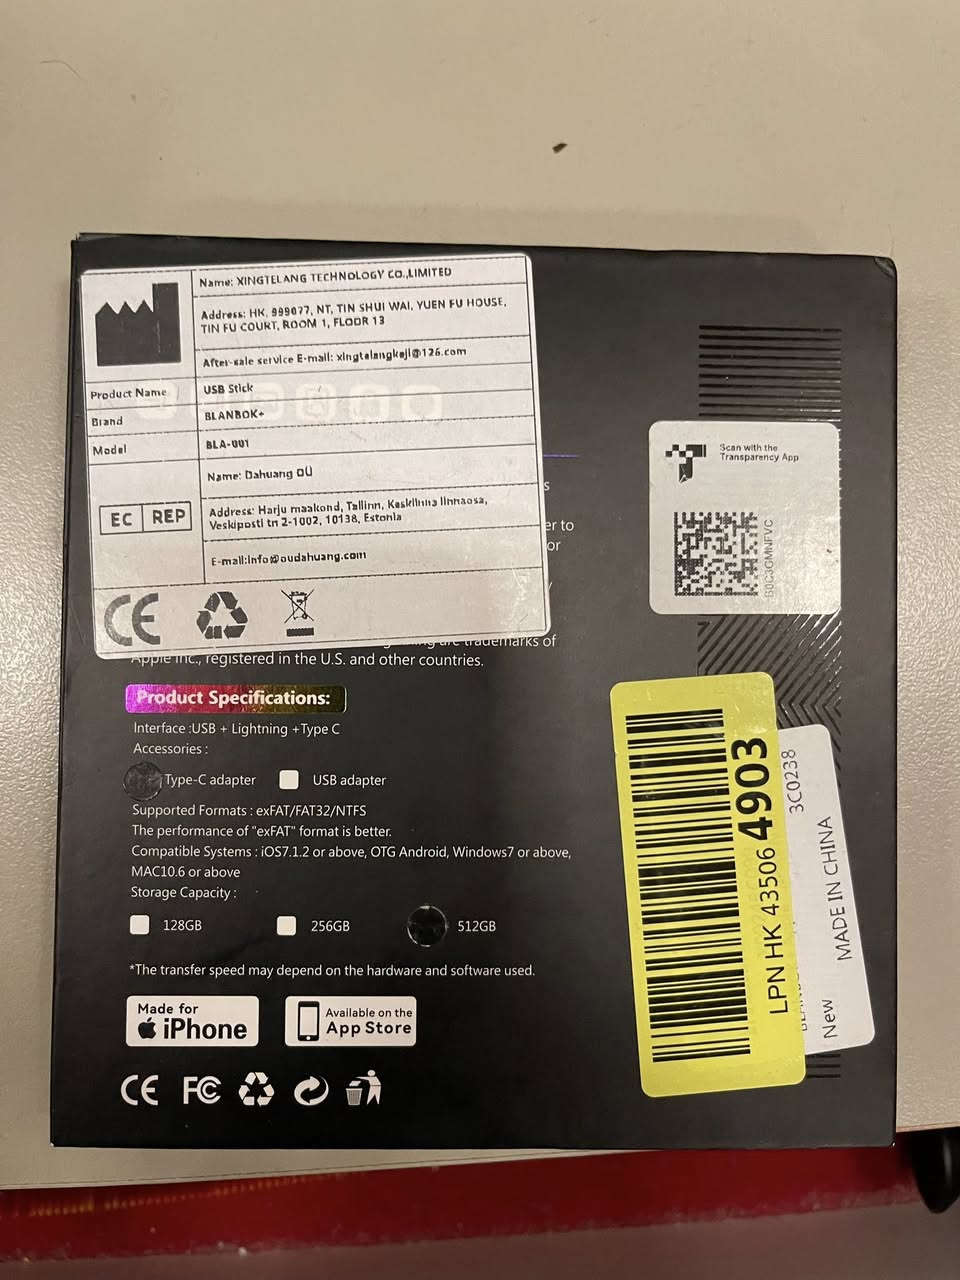 Name: XINGTELANG TECHNOLOGY CO.,LIMITED
Address: HK, 999077, NT, TIN SHUI WAI, YUEN FU HOUSE,
TIN FU COURT, ROOM 1, FLOOR 13
After-sale service E-mail: xingtelangkeji@126.com
Product Name
USB Stick
Brand
BLANBOK+
Model
BLA-001
Name: Dahuang OÜ
EC REP
Address: Harju maakond, Tallinn, Kesklinna linnaosa,
Veskiposti tn 2-1002, 10138, Estonia
E-mail:info@oudahuang.com
CE
Scan with the
Transparency App
s
er to
or
are trademarks of
Apple Inc., registered in the U.S. and other countries.
Product Specifications:
Interface :USB + Lightning +Type C
Accessories :
Type-C adapter
USB adapter
Supported Formats : exFAT/FAT32/NTFS
The performance of "exFAT" format is better.
Compatible Systems : iOS7.1.2 or above, OTG Android, Windows7 or above,
MAC10.6 or above
Storage Capacity :
128GB
256GB
512GB
*The transfer speed may depend on the hardware and software used.
Made for
iPhone
Available on the
App Store
CE FC
LPN HK 43506 4903
3C0238
New
MADE IN CHINA